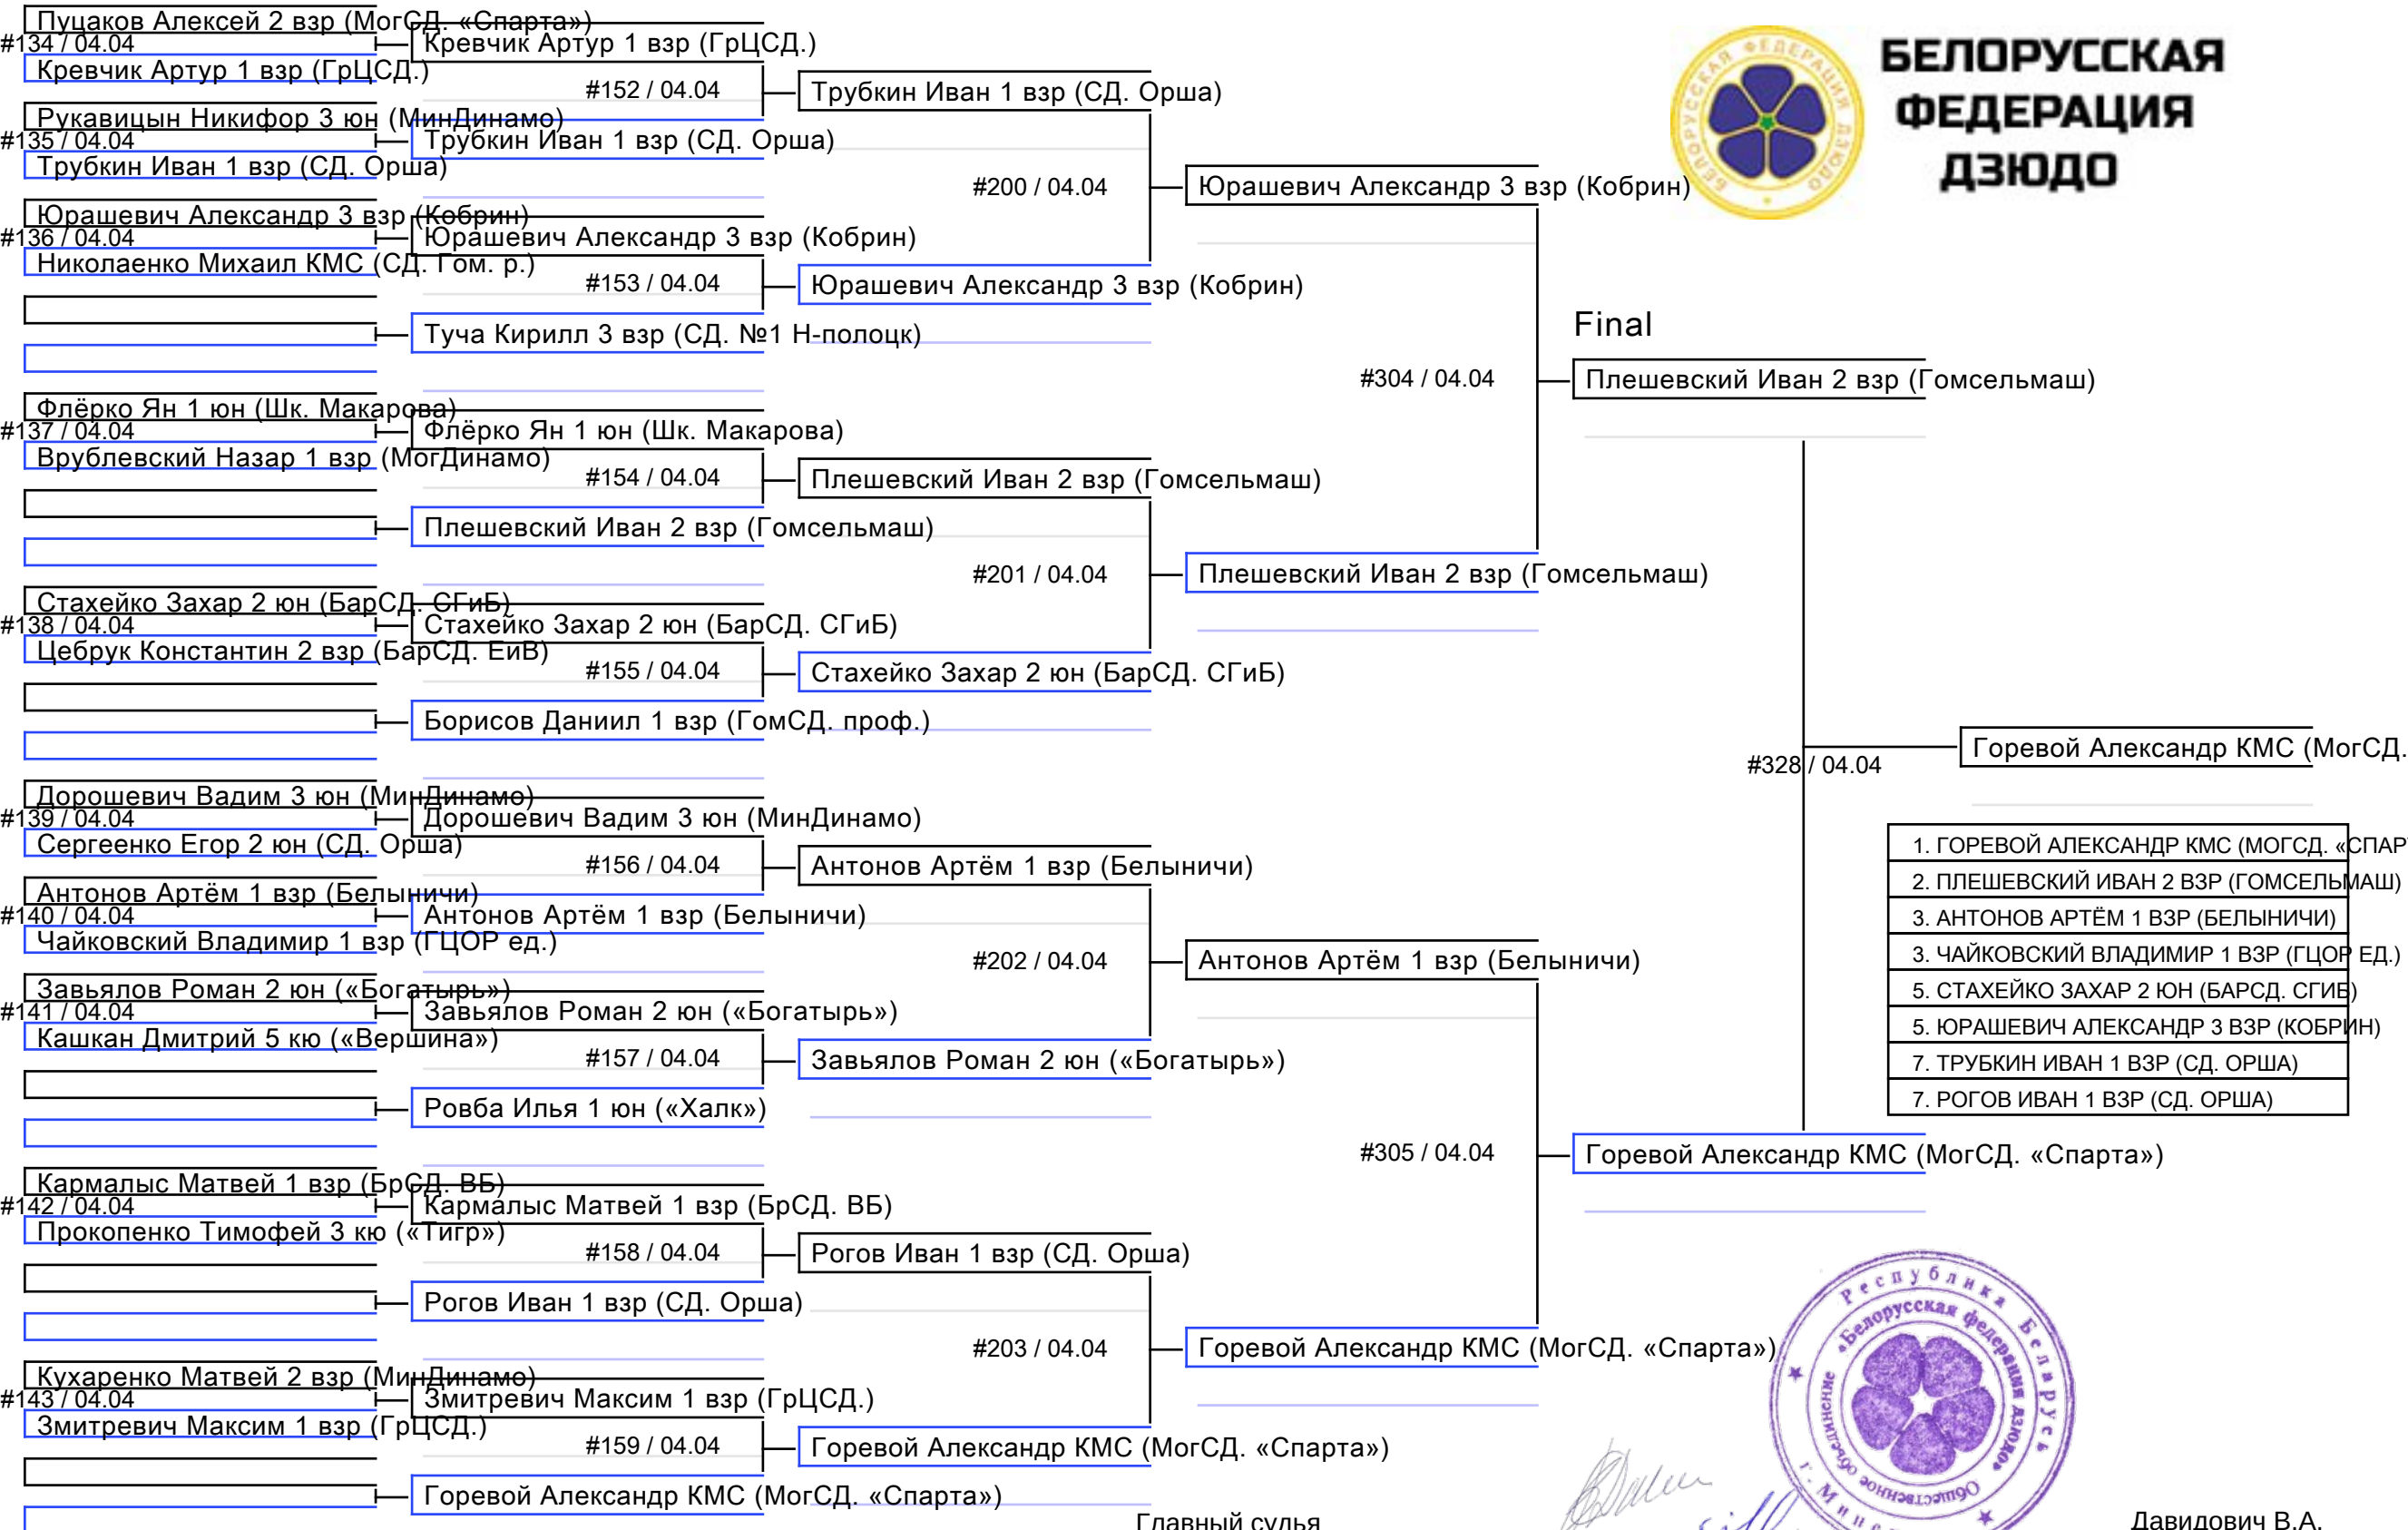 БЕЛОРУССКАЯ
ФЕДЕРАЦИЯ
ДЗЮДО
БЕЛОРУССКАЯ ФЕДЕРАЦИЯ ДЗЮДО
Пуцаков Алексей 2 взр (МогСД. «Спарта»)
#134 / 04.04
Кревчик Артур 1 взр (ГрЦСД.)
Рукавицын Никифор 3 юн (МинДинамо)
#135 / 04.04
Трубкин Иван 1 взр (СД. Орша)
Юрашевич Александр 3 взр (Кобрин)
#136 / 04.04
Николаенко Михаил КМС (СД. Гом. р.)
Флёрко Ян 1 юн (Шк. Макарова)
#137 / 04.04
Врублевский Назар 1 взр (МогДинамо)
Стахейко Захар 2 юн (БарСД. СГиБ)
#138 / 04.04
Цебрук Константин 2 взр (БарСД. ЕиВ)
Дорошевич Вадим 3 юн (МинДинамо)
#139 / 04.04
Сергеенко Егор 2 юн (СД. Орша)
Антонов Артём 1 взр (Белыничи)
#140 / 04.04
Чайковский Владимир 1 взр (ГЦОР ед.)
Завьялов Роман 2 юн («Богатырь»)
#141 / 04.04
Кашкан Дмитрий 5 кю («Вершина»)
Кармалыс Матвей 1 взр (БрСД. ВБ)
#142 / 04.04
Прокопенко Тимофей 3 кю («Тигр»)
Кухаренко Матвей 2 взр (МинДинамо)
#143 / 04.04
Змитревич Максим 1 взр (ГрЦСД.)
Кревчик Артур 1 взр (ГрЦСД.)
#152 / 04.04
Трубкин Иван 1 взр (СД. Орша)
Юрашевич Александр 3 взр (Кобрин)
#153 / 04.04
Туча Кирилл 3 взр (СД. №1 Н-полоцк)
Флёрко Ян 1 юн (Шк. Макарова)
#154 / 04.04
Плешевский Иван 2 взр (Гомсельмаш)
Стахейко Захар 2 юн (БарСД. СГиБ)
#155 / 04.04
Борисов Даниил 1 взр (ГомСД. проф.)
Дорошевич Вадим 3 юн (МинДинамо)
#156 / 04.04
Антонов Артём 1 взр (Белыничи)
Завьялов Роман 2 юн («Богатырь»)
#157 / 04.04
Ровба Илья 1 юн («Халк»)
Кармалыс Матвей 1 взр (БрСД. ВБ)
#158 / 04.04
Рогов Иван 1 взр (СД. Орша)
Змитревич Максим 1 взр (ГрЦСД.)
#159 / 04.04
Горевой Александр КМС (МогСД. «Спарта»)
Трубкин Иван 1 взр (СД. Орша)
#200 / 04.04
Юрашевич Александр 3 взр (Кобрин)
Плешевский Иван 2 взр (Гомсельмаш)
#201 / 04.04
Стахейко Захар 2 юн (БарСД. СГиБ)
Антонов Артём 1 взр (Белыничи)
#202 / 04.04
Завьялов Роман 2 юн («Богатырь»)
Рогов Иван 1 взр (СД. Орша)
#203 / 04.04
Горевой Александр КМС (МогСД. «Спарта»)
Юрашевич Александр 3 взр (Кобрин)
#304 / 04.04
Плешевский Иван 2 взр (Гомсельмаш)
Антонов Артём 1 взр (Белыничи)
#305 / 04.04
Горевой Александр КМС (МогСД. «Спарта»)
Final
Плешевский Иван 2 взр (Гомсельмаш)
#328 / 04.04
Горевой Александр КМС (МогСД. «Спарта»)
Горевой Александр КМС (МогСД.
1. ГОРЕВОЙ АЛЕКСАНДР КМС (МОГСД. «СПАР
2. ПЛЕШЕВСКИЙ ИВАН 2 ВЗР (ГОМСЕЛЬМАШ)
3. АНТОНОВ АРТЁМ 1 ВЗР (БЕЛЫНИЧИ)
3. ЧАЙКОВСКИЙ ВЛАДИМИР 1 ВЗР (ГЦОР ЕД.)
5. СТАХЕЙКО ЗАХАР 2 ЮН (БАРСД. СГИБ)
5. ЮРАШЕВИЧ АЛЕКСАНДР 3 ВЗР (КОБРИН)
7. ТРУБКИН ИВАН 1 ВЗР (СД. ОРША)
7. РОГОВ ИВАН 1 ВЗР (СД. ОРША)
Республика Беларусь
г. Мин
Общественное объединение «Белорусская федерация дзюдо»
Главный судья
Давидович В.А.